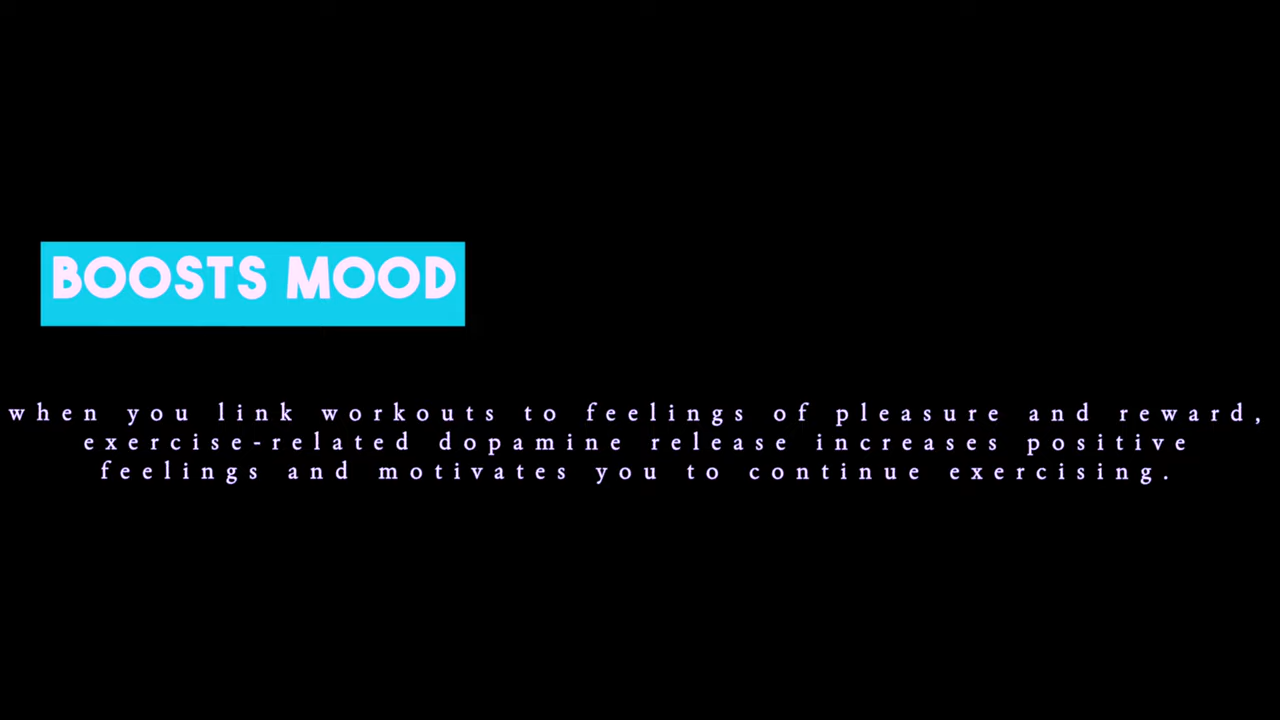 BOOSTS MOOD
when you link workouts to feelings of pleasure and reward,
exercise-related dopamine release increases positive
feelings and motivates you to continue exercising.